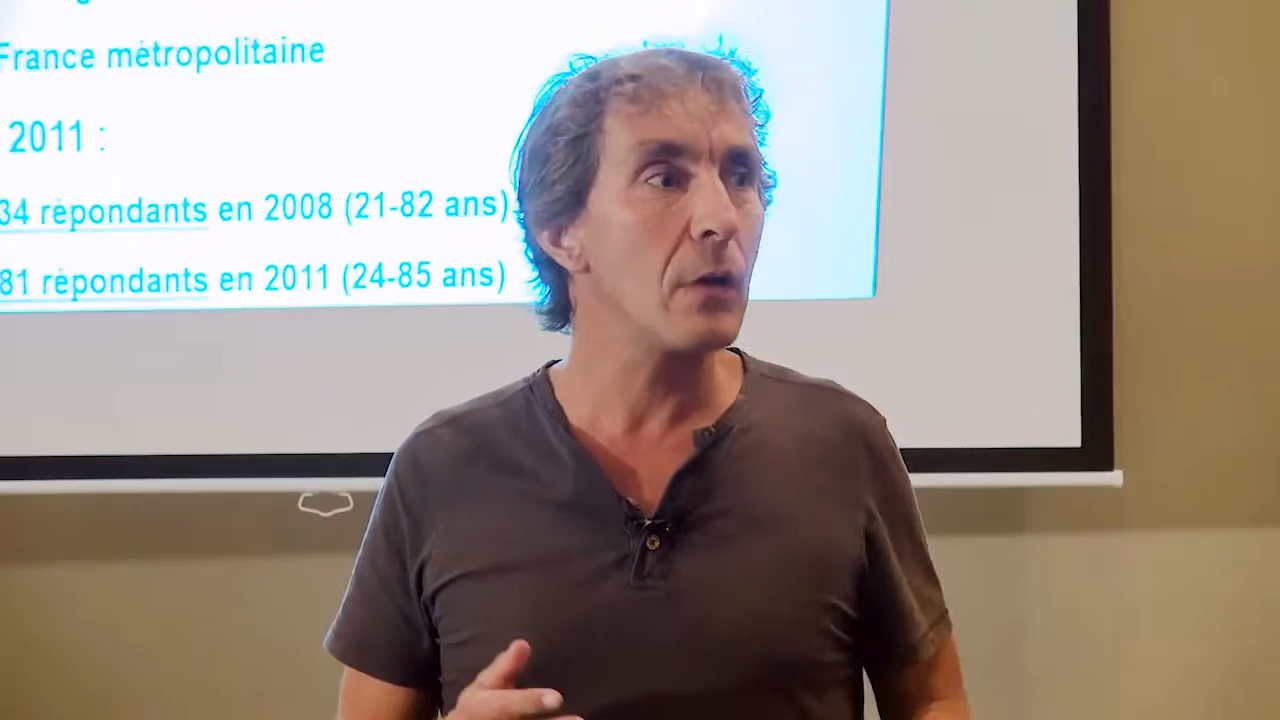 France métropolitaine
2011 :
34 répondants en 2008 (21-82 ans)
81 répondants en 2011 (24-85 ans)